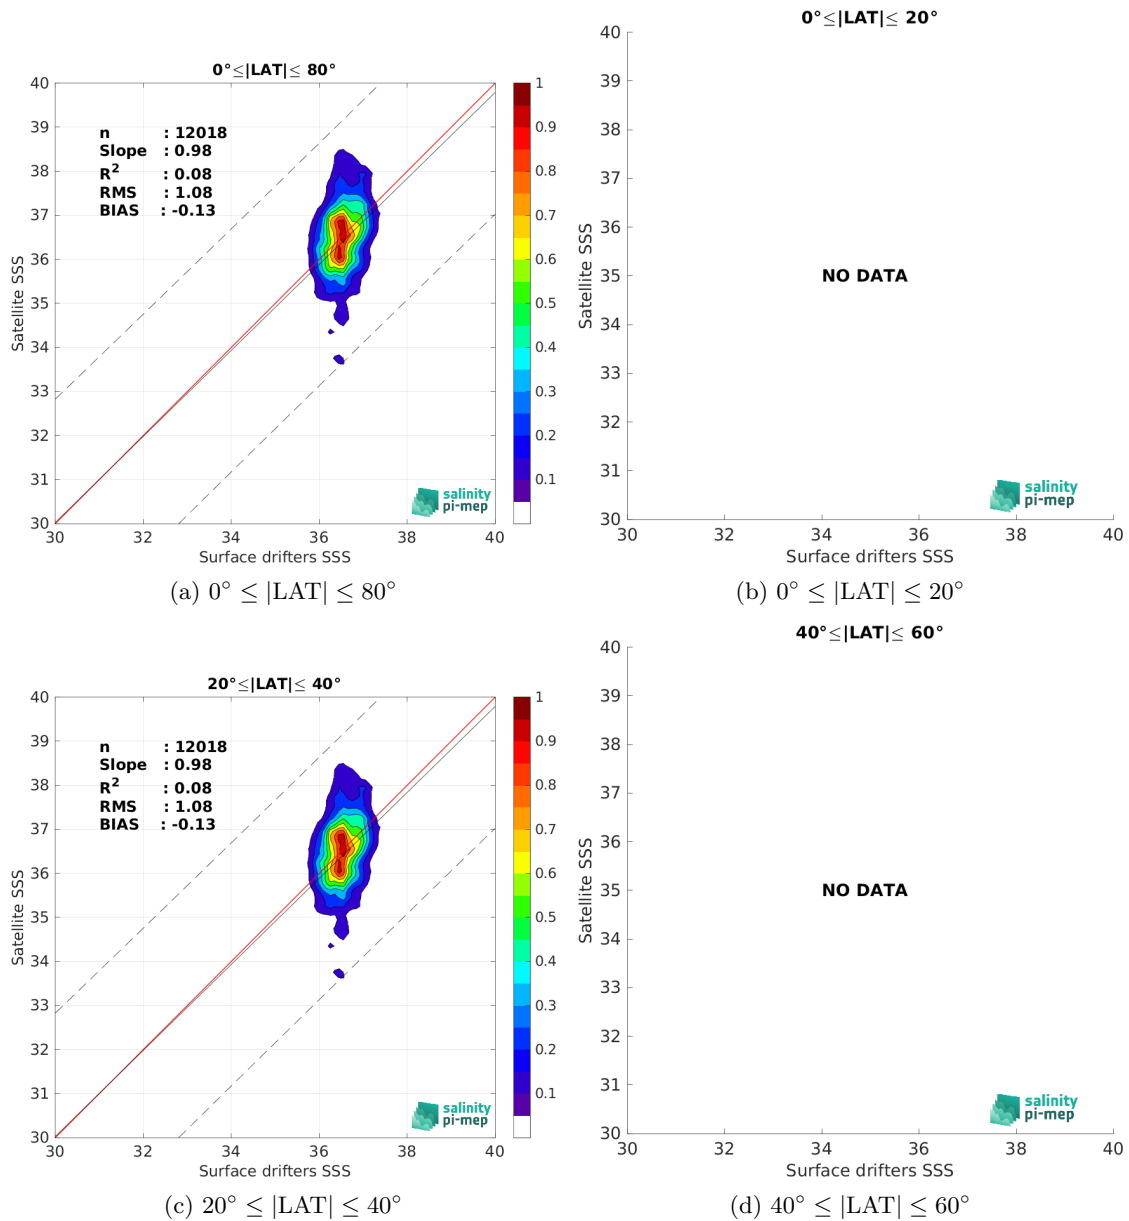 0°≤|LAT|≤ 80°
40
39
38
37
36
35
34
33
32
31
30
Satellite SSS
n : 12018
Slope : 0.98
R² : 0.08
RMS : 1.08
BIAS : -0.13
salinity
pi-mep
30 32 34 36 38 40
Surface drifters SSS
1
0.9
0.8
0.7
0.6
0.5
0.4
0.3
0.2
0.1
(a) 0° ≤ |LAT| ≤ 80°
0°≤|LAT|≤ 20°
40
39
38
37
36
35
34
33
32
31
30
Satellite SSS
NO DATA
salinity
pi-mep
30 32 34 36 38 40
Surface drifters SSS
(b) 0° ≤ |LAT| ≤ 20°
20°≤|LAT|≤ 40°
40
39
38
37
36
35
34
33
32
31
30
Satellite SSS
n : 12018
Slope : 0.98
R² : 0.08
RMS : 1.08
BIAS : -0.13
salinity
pi-mep
30 32 34 36 38 40
Surface drifters SSS
1
0.9
0.8
0.7
0.6
0.5
0.4
0.3
0.2
0.1
(c) 20° ≤ |LAT| ≤ 40°
40°≤|LAT|≤ 60°
40
39
38
37
36
35
34
33
32
31
30
Satellite SSS
NO DATA
salinity
pi-mep
30 32 34 36 38 40
Surface drifters SSS
(d) 40° ≤ |LAT| ≤ 60°